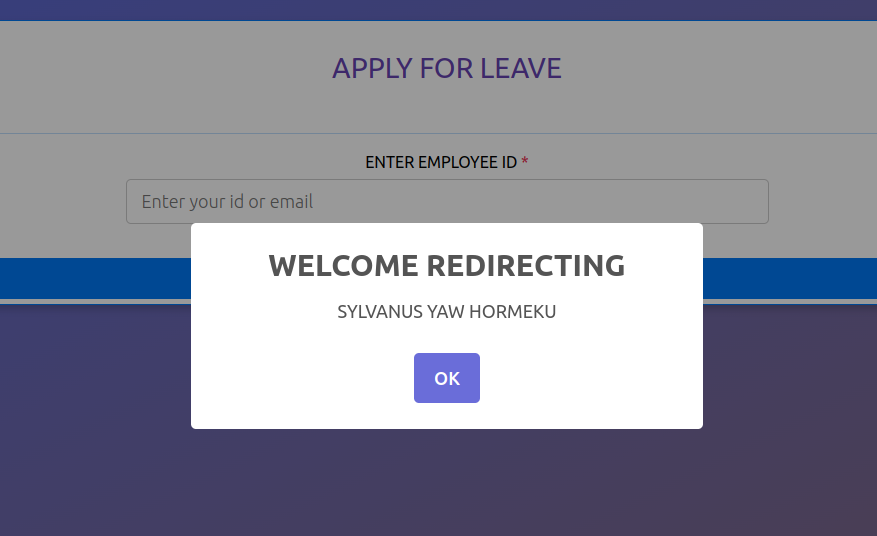 APPLY FOR LEAVE
ENTER EMPLOYEE ID *
Enter your id or email
WELCOME REDIRECTING
SYLVANUS YAW HORMEKU
OK